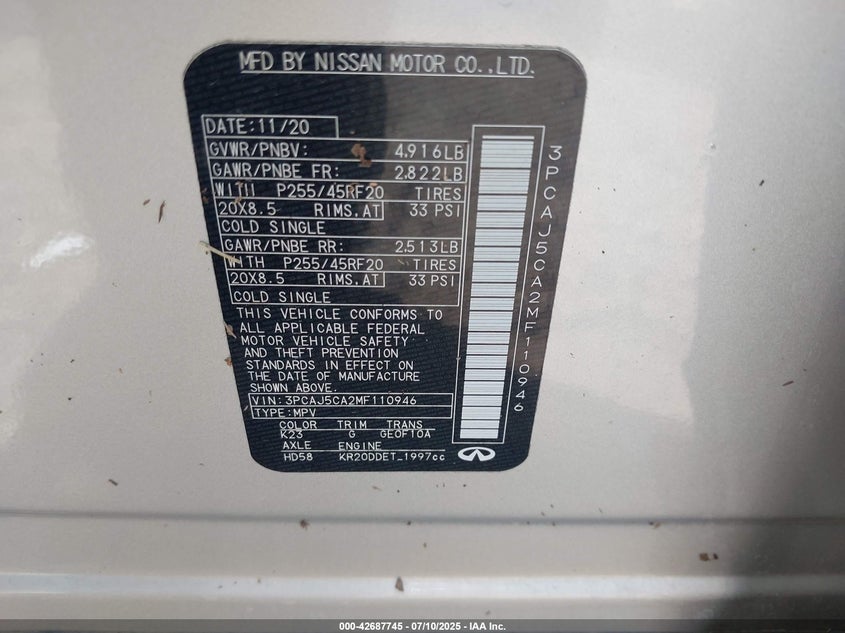 MFD BY NISSAN MOTOR CO.,LTD.
DATE:11/20
GVWR/PNBV: 4.916LB
GAWR/PNBE FR: 2.822LB
WITH P255/45RF20 TIRES
20X8.5 RIMS.AT 33 PSI
COLD SINGLE
GAWR/PNBE RR: 2.513LB
WITH P255/45RF20 TIRES
20X8.5 RIMS.AT 33 PSI
COLD SINGLE
THIS VEHICLE CONFORMS TO
ALL APPLICABLE FEDERAL
MOTOR VEHICLE SAFETY
AND THEFT PREVENTION
STANDARDS IN EFFECT ON
THE DATE OF MANUFACTURE
SHOWN ABOVE.
VIN:3PCAJ5CA2MF110946
TYPE:MPV
COLOR TRIM TRANS
K23 G GE0F10A
AXLE ENGINE
HD58 KR20DDET_1997cc
3PCAJ5CA2MF110946
000-42687745 - 07/10/2025 - IAA Inc.